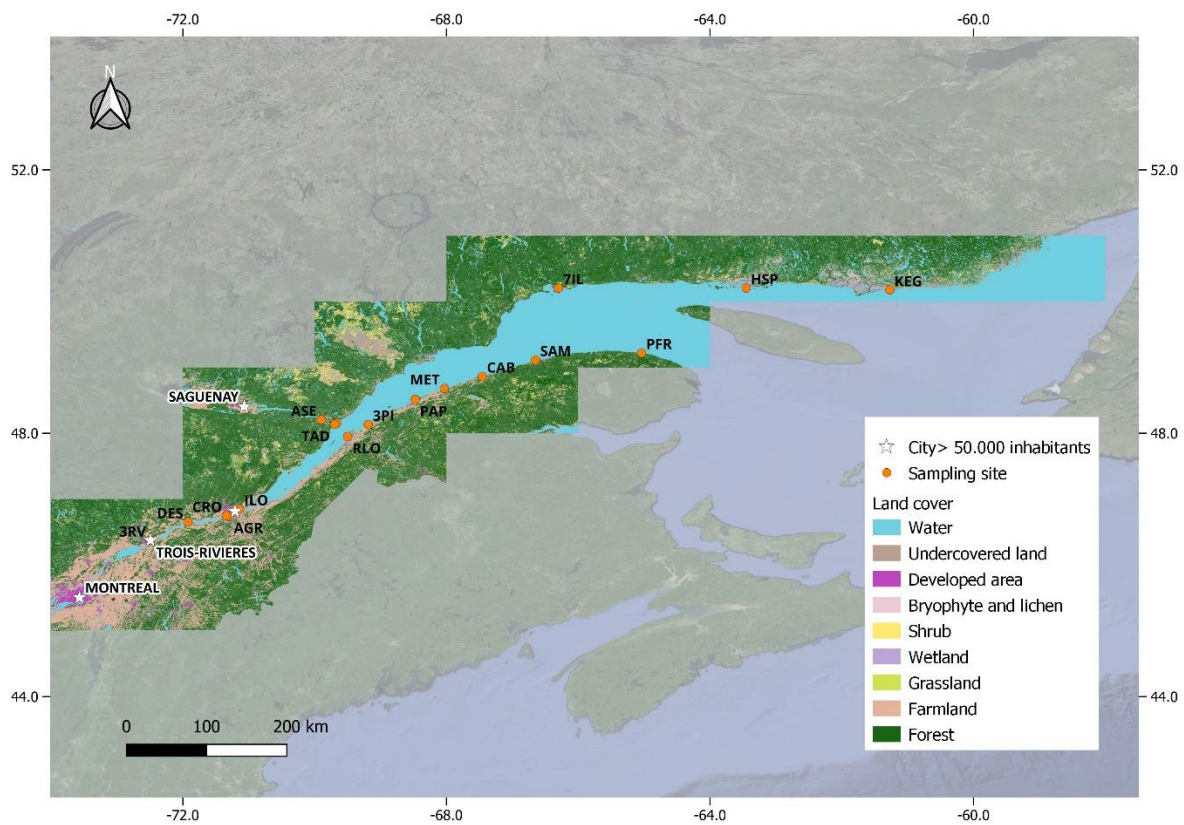 -72.0
-68.0
-64.0
-60.0
N
52.0
52.0
7IL
HSP
KEG
SAM
PFR
CAB
MET
SAGUENAY
PAP
ASE
3PI
TAD
48.0
48.0
RLO
City> 50.000 inhabitants
Sampling site
ILO
CRO
DES
AGR
3RV
TROIS-RIVIERES
MONTREAL
Land cover
Water
Undercovered land
Developed area
Bryophyte and lichen
Shrub
Wetland
Grassland
Farmland
Forest
44.0
44.0
0
100
200 km
-72.0
-68.0
-64.0
-60.0